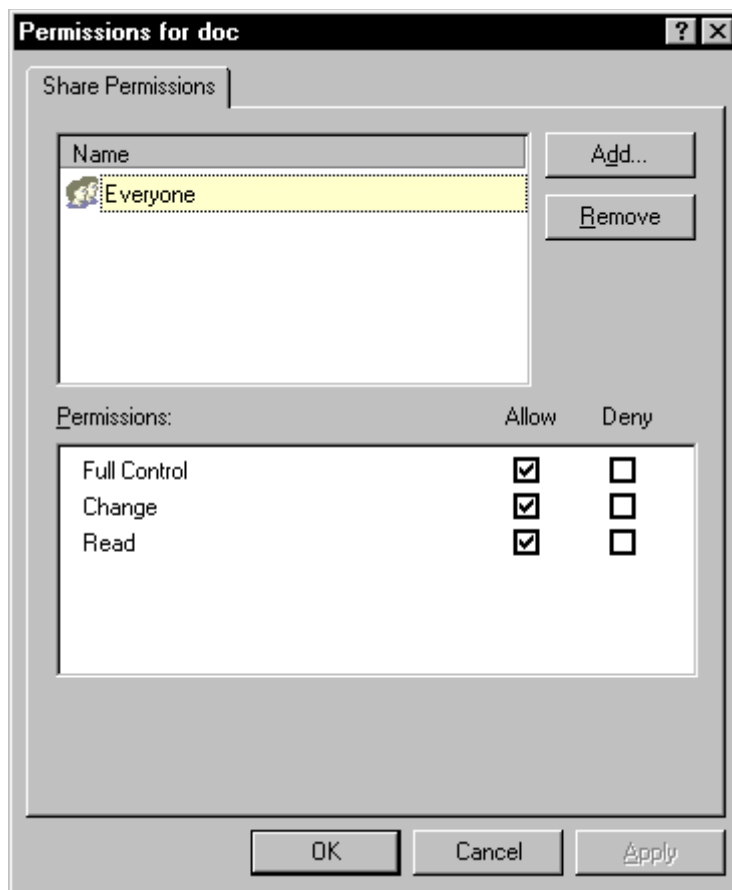 Permissions for doc
Share Permissions
Name
Add...
Everyone
Remove
Permissions: Allow Deny
Full Control
Change
Read
OK Cancel Apply